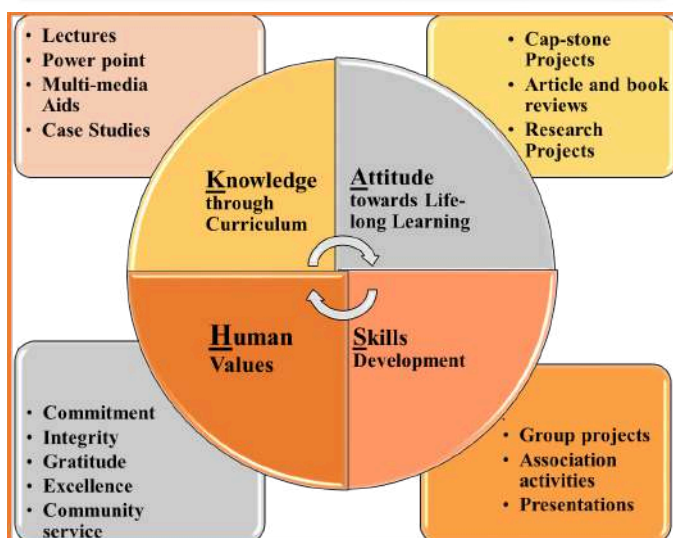 • Lectures
• Power point
• Multi-media
Aids
• Case Studies
• Cap-stone
Projects
• Article and book
reviews
• Research
Projects
Knowledge
through
Curriculum
Attitude
towards Life-
long Learning
Human
Values
Skills
Development
• Commitment
• Integrity
• Gratitude
• Excellence
• Community
service
• Group projects
• Association
activities
• Presentations